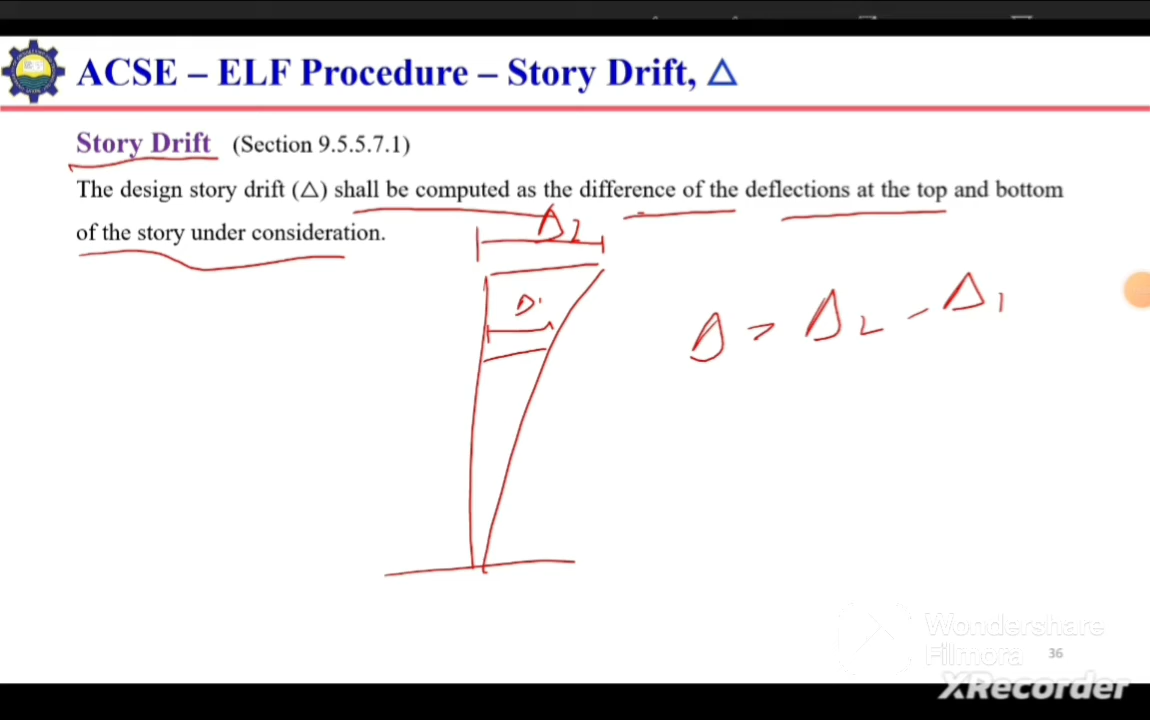 ACSE – ELF Procedure – Story Drift, △
Story Drift (Section 9.5.5.7.1)
The design story drift (△) shall be computed as the difference of the deflections at the top and bottom
of the story under consideration.
Δ2
Δ1
Δ = Δ2 - Δ1
Wondershare
Filmora
36
XRecorder